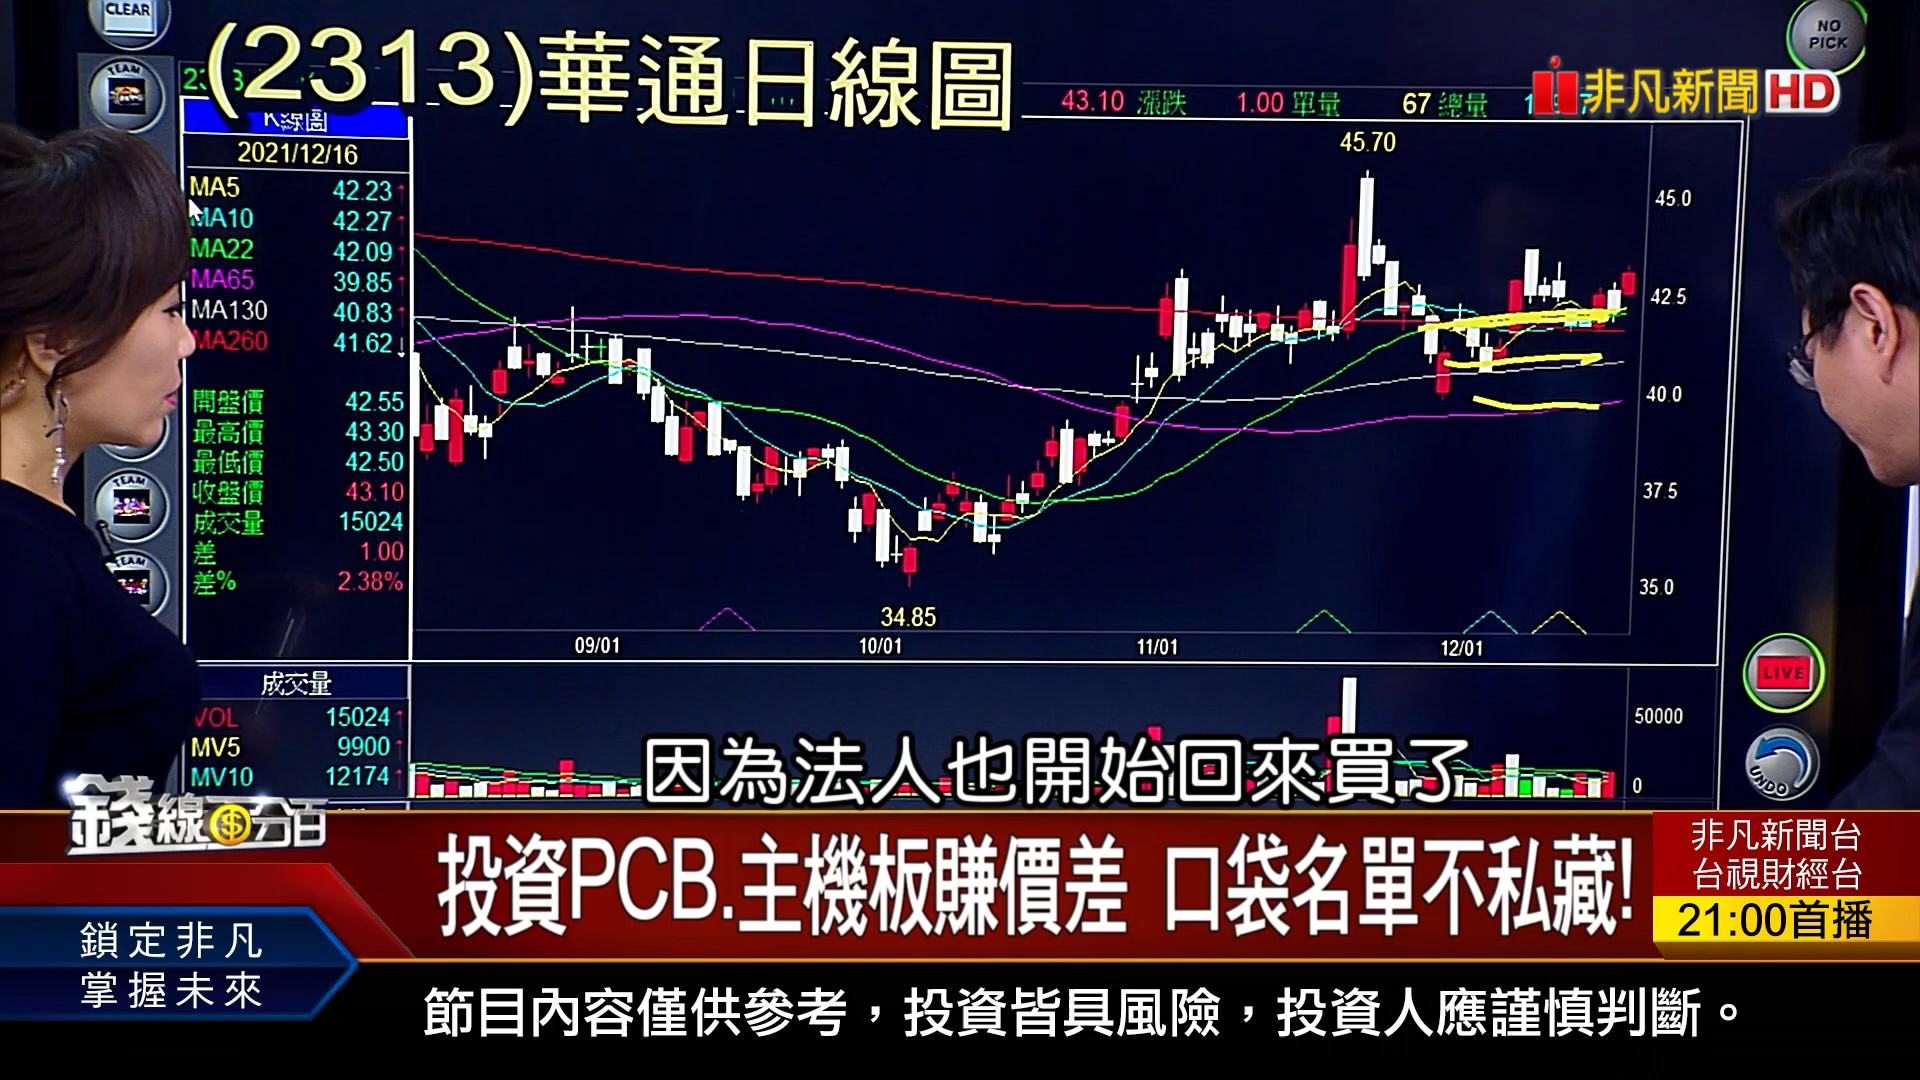 CLEAR
NO
PICK
(2313)華通日線圖
43.10 漲跌 1.00 單量 67 總量
非凡新聞HD
TEAM
K線圖
2021/12/16
MA5 42.23↑
MA10 42.27↑
MA22 42.09↑
MA65 39.85↑
MA130 40.83↑
MA260 41.62↓
開盤價 42.55
最高價 43.30
最低價 42.50
收盤價 43.10
成交量 15024
差 1.00
差% 2.38%
45.70
45.0
42.5
40.0
37.5
35.0
34.85
09/01 10/01 11/01 12/01
TEAM
TEAM
成交量
VOL 15024↑
MV5 9900↑
MV10 12174↑
50000
0
LIVE
UNDO
因為法人也開始回來買了
錢線百分百
投資PCB.主機板賺價差 口袋名單不私藏!
非凡新聞台
台視財經台
21:00首播
鎖定非凡
掌握未來
節目內容僅供參考，投資皆具風險，投資人應謹慎判斷。